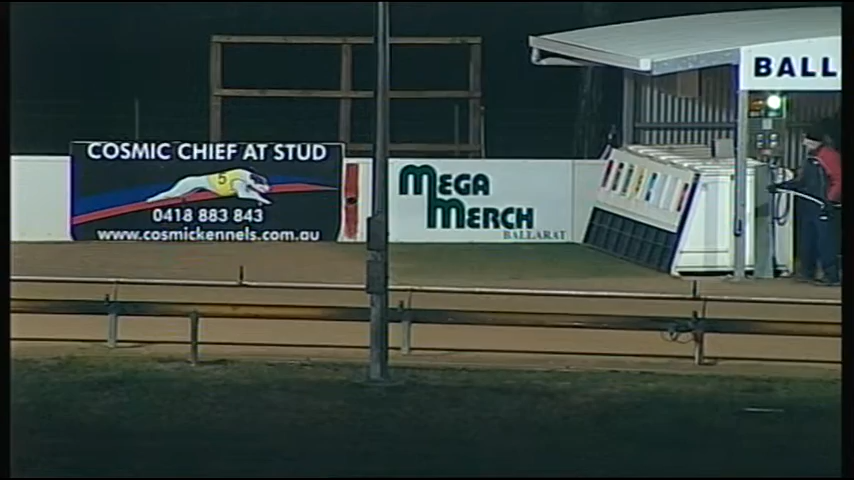 COSMIC CHIEF AT STUD
5
0418 883 843
www.cosmickennels.com.au
MEGA
MERCH
BALLARAT
BALL